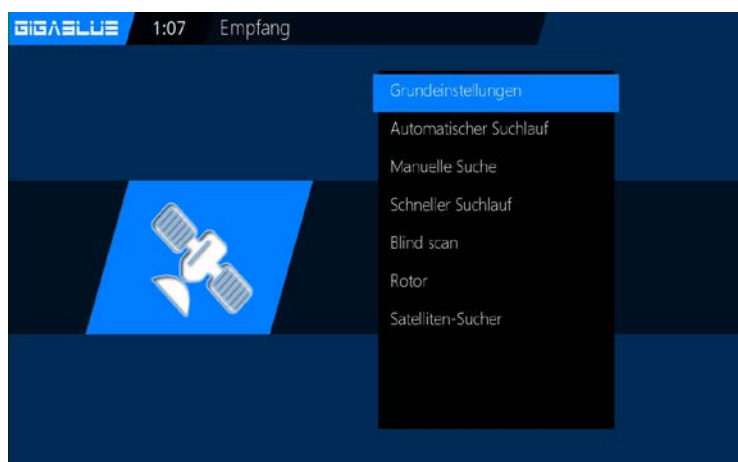 GIGABLUE 1:07 Empfang
Grundeinstellungen
Automatischer Suchlauf
Manuelle Suche
Schneller Suchlauf
Blind scan
Rotor
Satelliten-Sucher